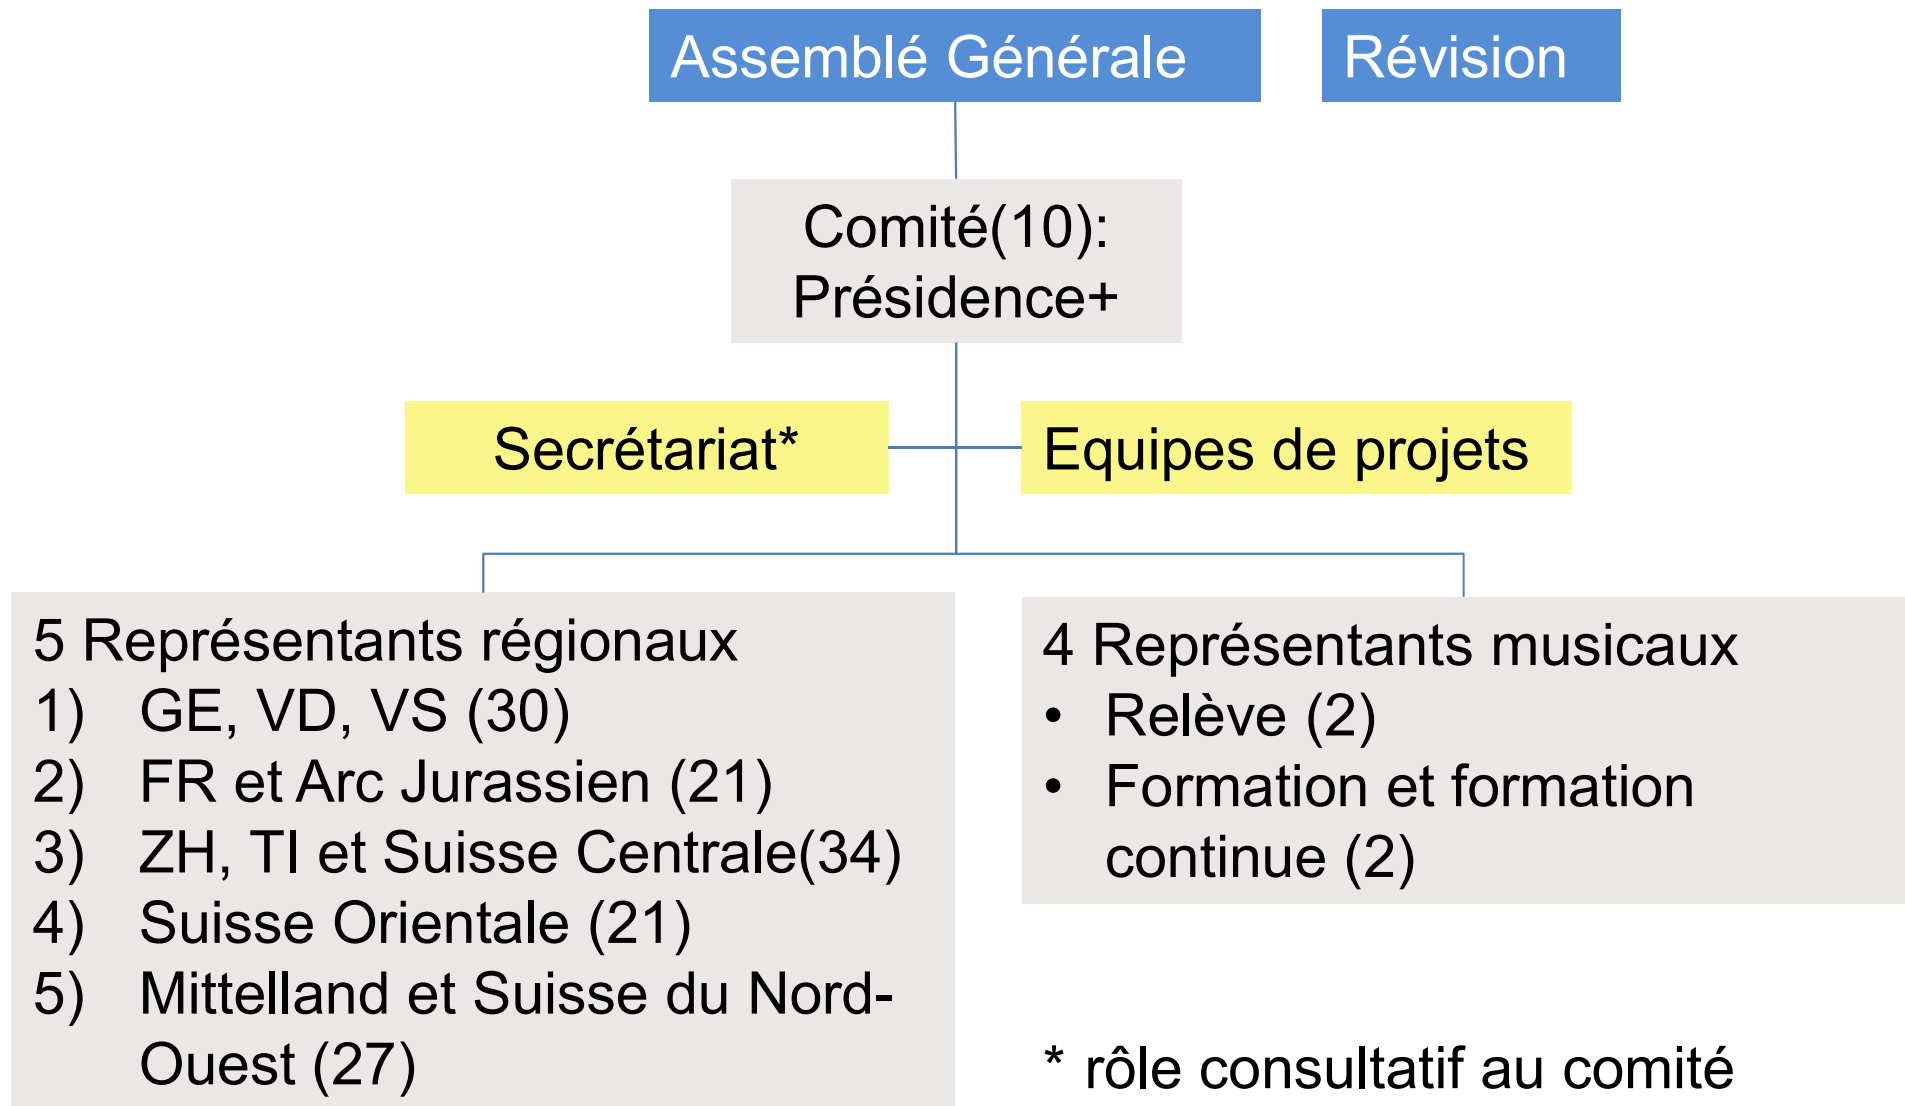 Assemblé Générale
Révision
Comité(10):
Présidence+
Secrétariat*
Equipes de projets
5 Représentants régionaux
1) GE, VD, VS (30)
2) FR et Arc Jurassien (21)
3) ZH, TI et Suisse Centrale(34)
4) Suisse Orientale (21)
5) Mittelland et Suisse du Nord-
Ouest (27)
4 Représentants musicaux
• Relève (2)
• Formation et formation
continue (2)
* rôle consultatif au comité